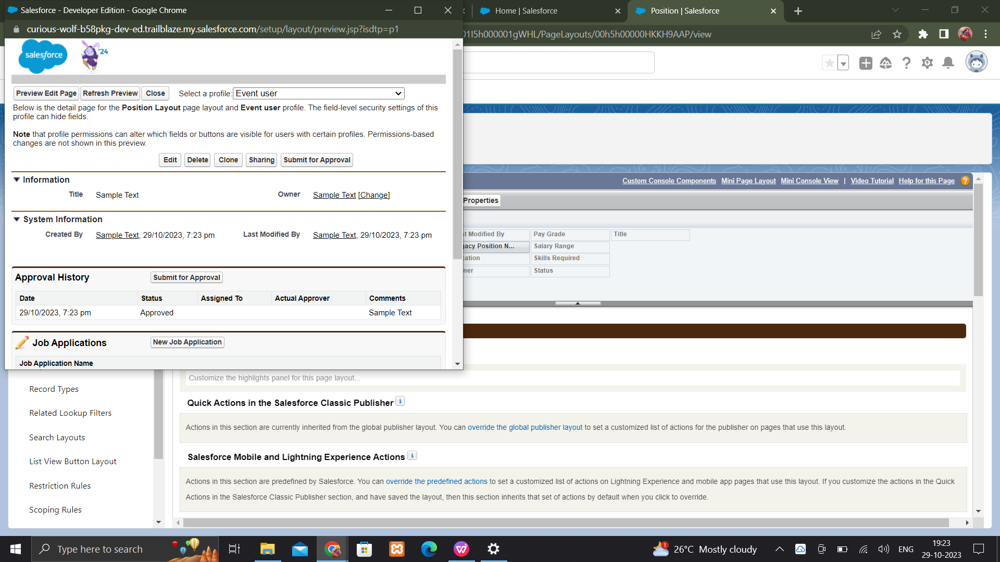 Salesforce - Developer Edition - Google Chrome
Home | Salesforce
Position | Salesforce
curious-wolf-b58pkg-dev-ed.trailblaze.my.salesforce.com/setup/layout/preview.jsp?isdtp=p1
01I5h000001gWHL/PageLayouts/00h5h00000HKKH9AAP/view
salesforce
'24
Preview Edit Page
Refresh Preview
Close
Select a profile:
Event user
Below is the detail page for the Position Layout page layout and Event user profile. The field-level security settings of this
profile can hide fields.
Note that profile permissions can alter which fields or buttons are visible for users with certain profiles. Permissions-based
changes are not shown in this preview.
Edit
Delete
Clone
Sharing
Submit for Approval
Information
Title
Sample Text
Owner
Sample Text [Change]
System Information
Created By
Sample Text, 29/10/2023, 7:23 pm
Last Modified By
Sample Text, 29/10/2023, 7:23 pm
Approval History
Submit for Approval
Date
Status
Assigned To
Actual Approver
Comments
29/10/2023, 7:23 pm
Approved
Sample Text
Job Applications
New Job Application
Job Application Name
Custom Console Components
Mini Page Layout
Mini Console View
|
Video Tutorial
Help for this Page
Properties
t Modified By
Pay Grade
Title
acy Position N...
Salary Range
ation
Skills Required
ner
Status
Customize the highlights panel for this page layout...
Quick Actions in the Salesforce Classic Publisher
Actions in this section are currently inherited from the global publisher layout. You can override the global publisher layout to set a customized list of actions for the publisher on pages that use this layout.
Salesforce Mobile and Lightning Experience Actions
Actions in this section are predefined by Salesforce. You can override the predefined actions to set a customized list of actions on Lightning Experience and mobile app pages that use this layout. If you customize the actions in the Quick
Actions in the Salesforce Classic Publisher section, and have saved the layout, then this section inherits that set of actions by default when you click to override.
Record Types
Related Lookup Filters
Search Layouts
List View Button Layout
Restriction Rules
Scoping Rules
Type here to search
1
26°C Mostly cloudy
ENG
19:23
29-10-2023